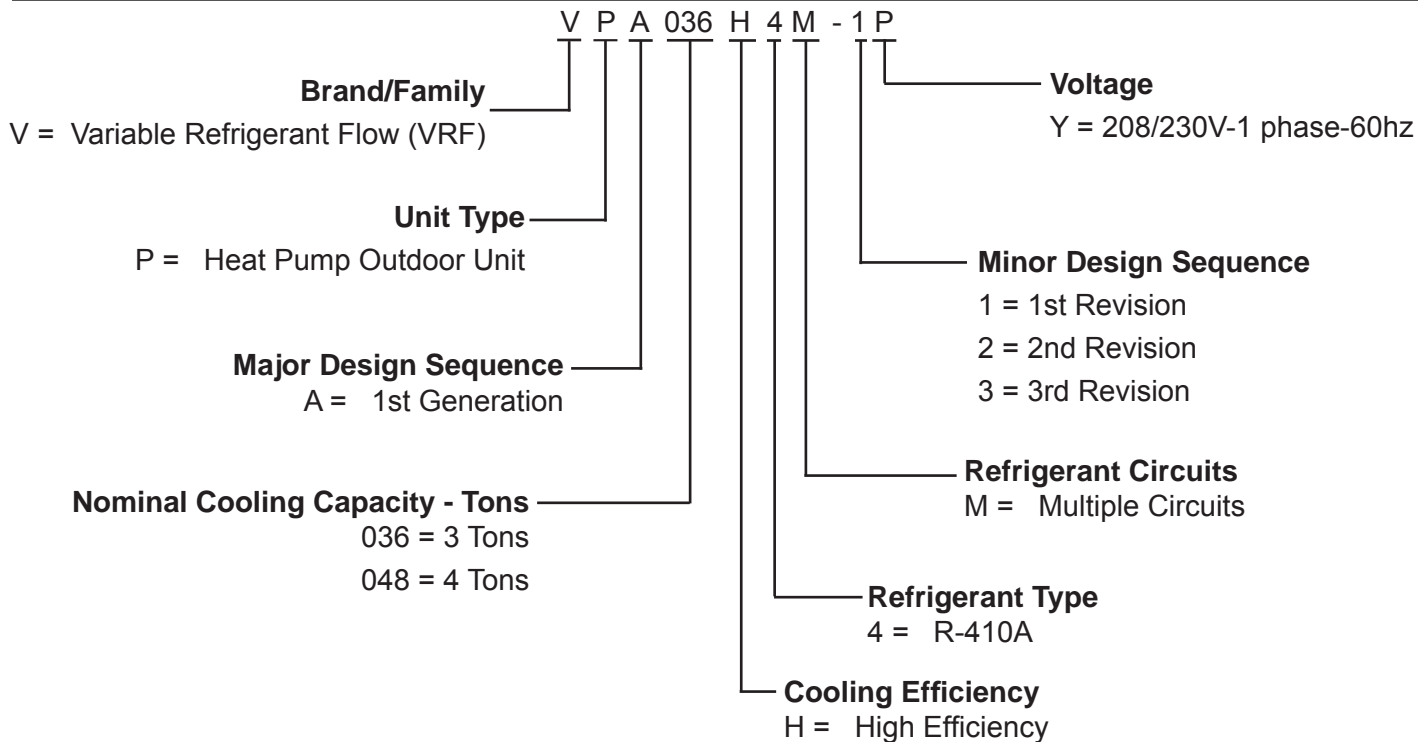 V P A 036 H 4 M - 1 P
Brand/Family
V = Variable Refrigerant Flow (VRF)
Unit Type
P = Heat Pump Outdoor Unit
Major Design Sequence
A = 1st Generation
Nominal Cooling Capacity - Tons
036 = 3 Tons
048 = 4 Tons
Voltage
Y = 208/230V-1 phase-60hz
Minor Design Sequence
1 = 1st Revision
2 = 2nd Revision
3 = 3rd Revision
Refrigerant Circuits
M = Multiple Circuits
Refrigerant Type
4 = R-410A
Cooling Efficiency
H = High Efficiency